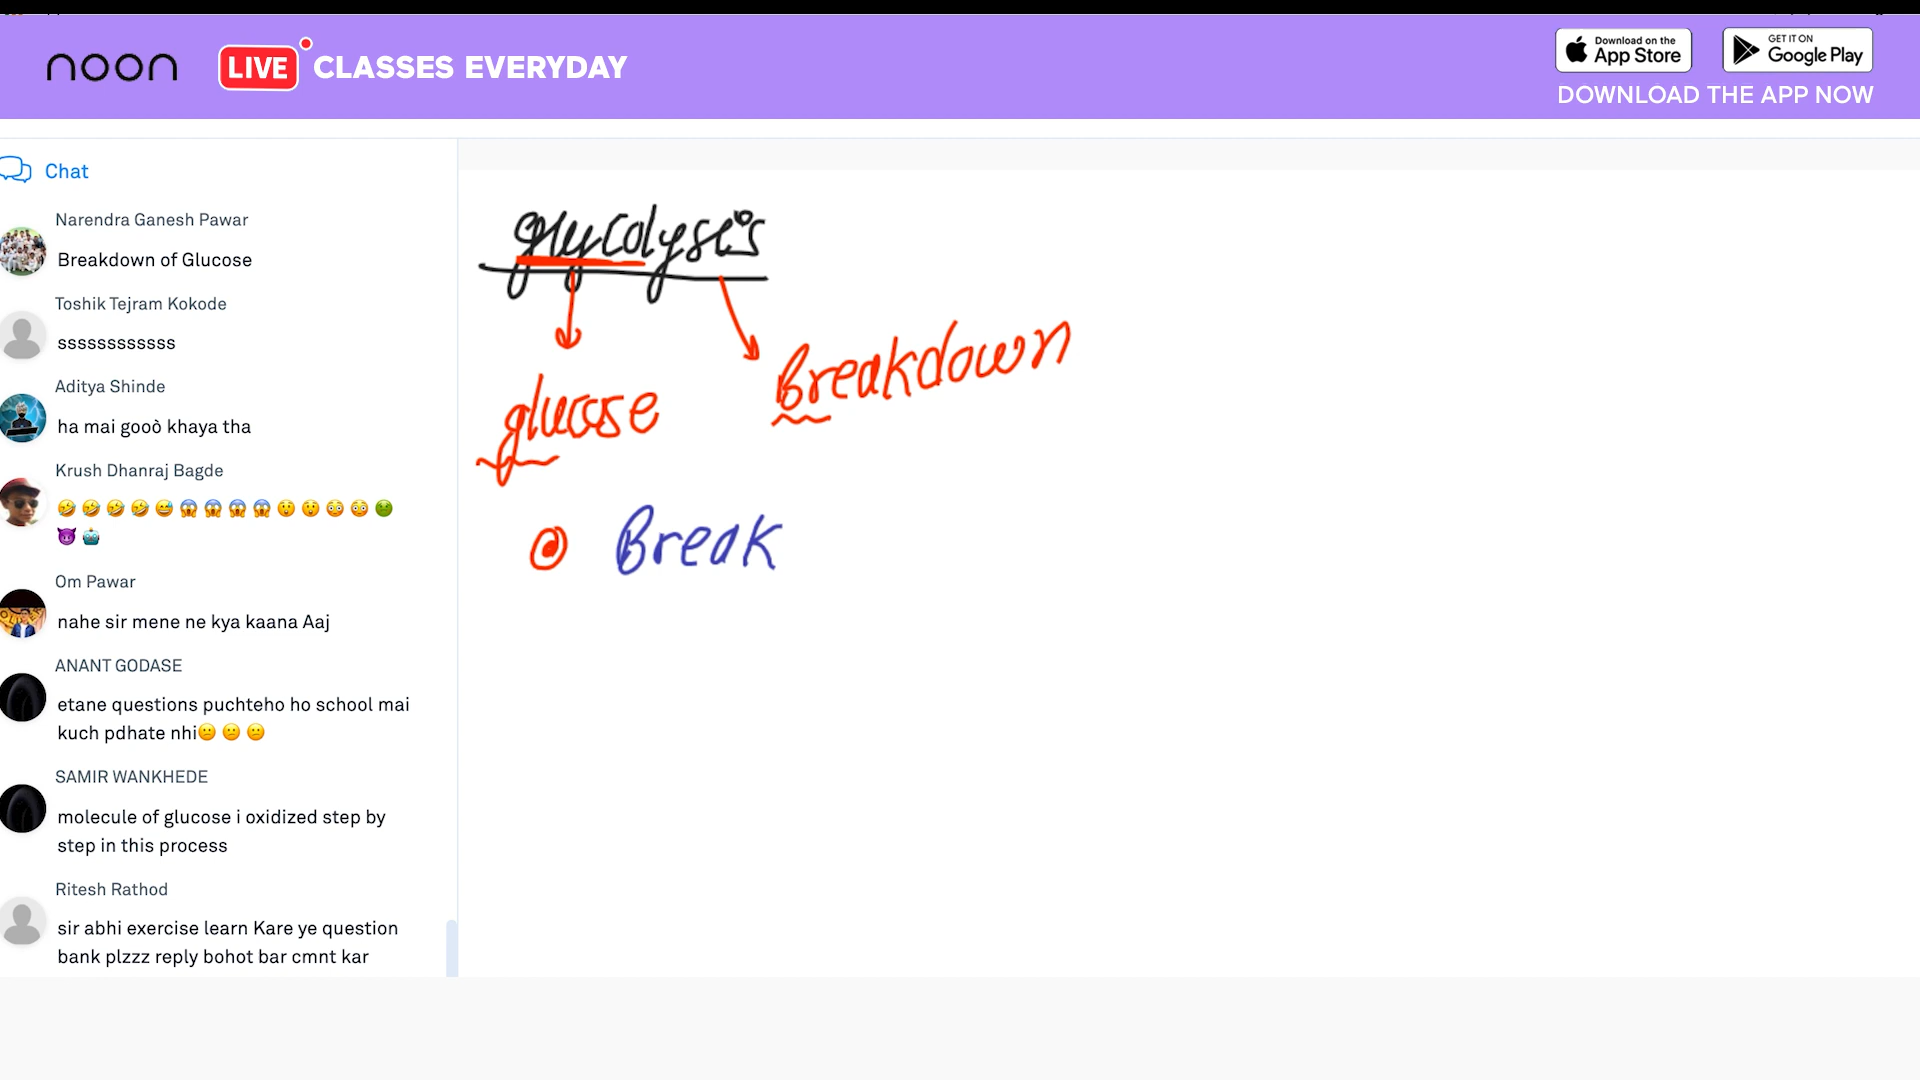 noon LIVE CLASSES EVERYDAY
Download on the App Store
GET IT ON Google Play
DOWNLOAD THE APP NOW
Chat
Narendra Ganesh Pawar
Breakdown of Glucose
Toshik Tejram Kokode
ssssssssssss
Aditya Shinde
ha mai gooò khaya tha
Krush Dhanraj Bagde
🤣🤣🤣🤣😅😱😱😱😱😲😲😳😳🤢
😈🤖
Om Pawar
nahe sir mene ne kya kaana Aaj
ANANT GODASE
etane questions puchteho ho school mai
kuch pdhate nhi😕😕😕
SAMIR WANKHEDE
molecule of glucose i oxidized step by
step in this process
Ritesh Rathod
sir abhi exercise learn Kare ye question
bank plzzz reply bohot bar cmnt kar
glycolyses
glucose
Breakdown
Break